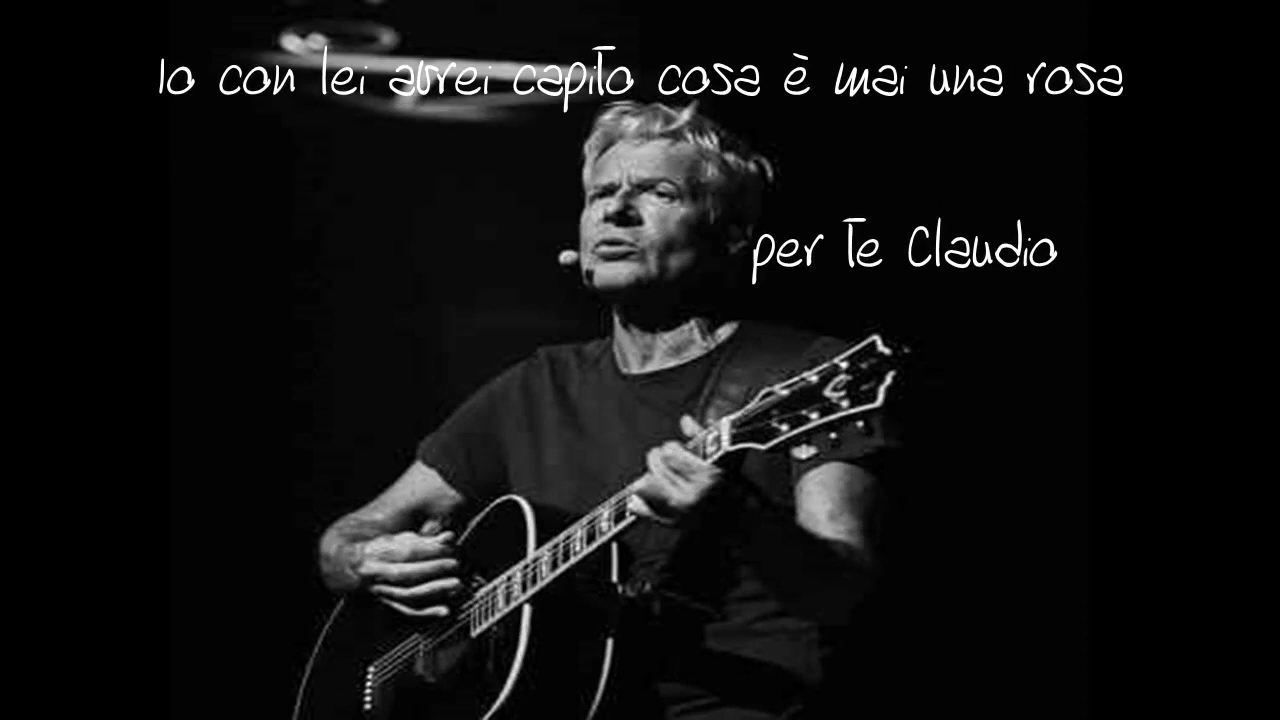 Io con lei avrei capito cosa è mai una rosa
per te Claudio